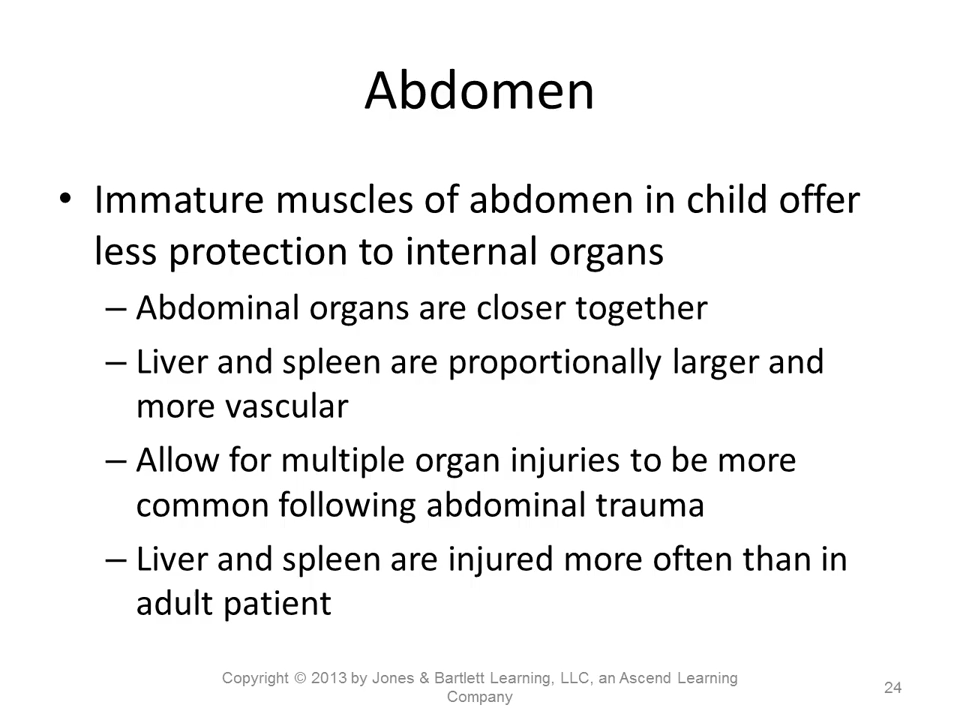 Abdomen
• Immature muscles of abdomen in child offer
less protection to internal organs
– Abdominal organs are closer together
– Liver and spleen are proportionally larger and
more vascular
– Allow for multiple organ injuries to be more
common following abdominal trauma
– Liver and spleen are injured more often than in
adult patient
Copyright © 2013 by Jones & Bartlett Learning, LLC, an Ascend Learning
Company
24